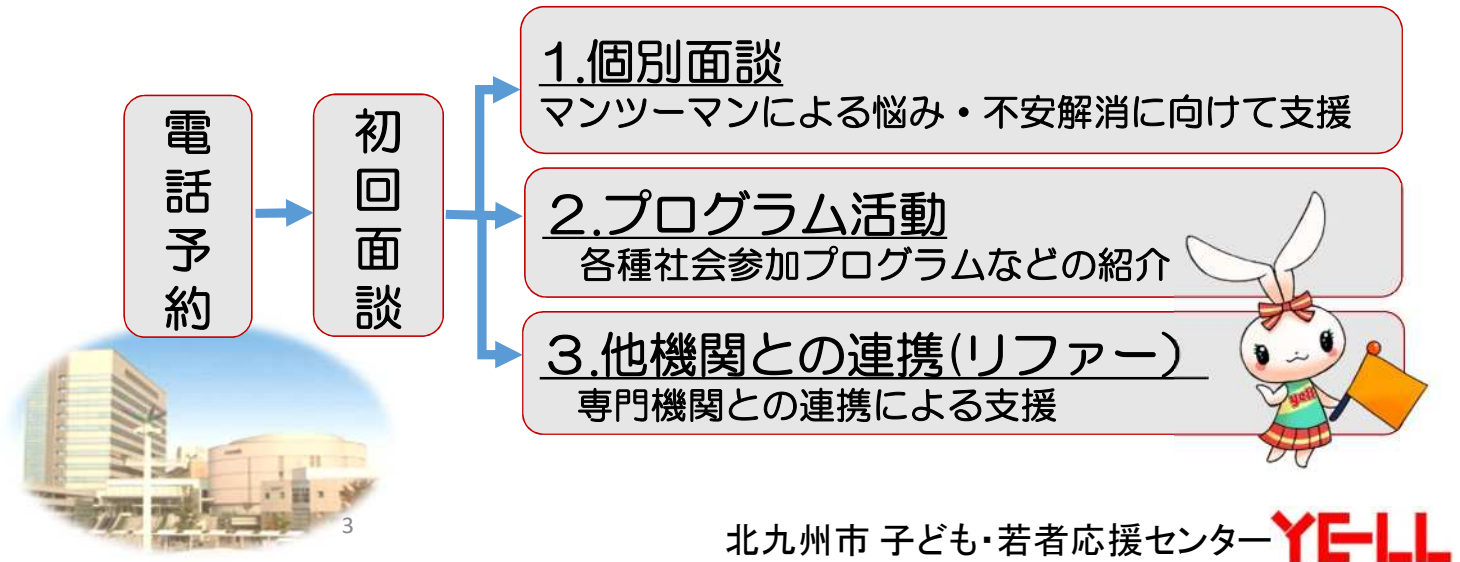 電話予約
初回面談
1.個別面談
マンツーマンによる悩み・不安解消に向けて支援
2.プログラム活動
各種社会参加プログラムなどの紹介
3.他機関との連携(リファー)
専門機関との連携による支援
yell
3
北九州市 子ども・若者応援センター YE-LL